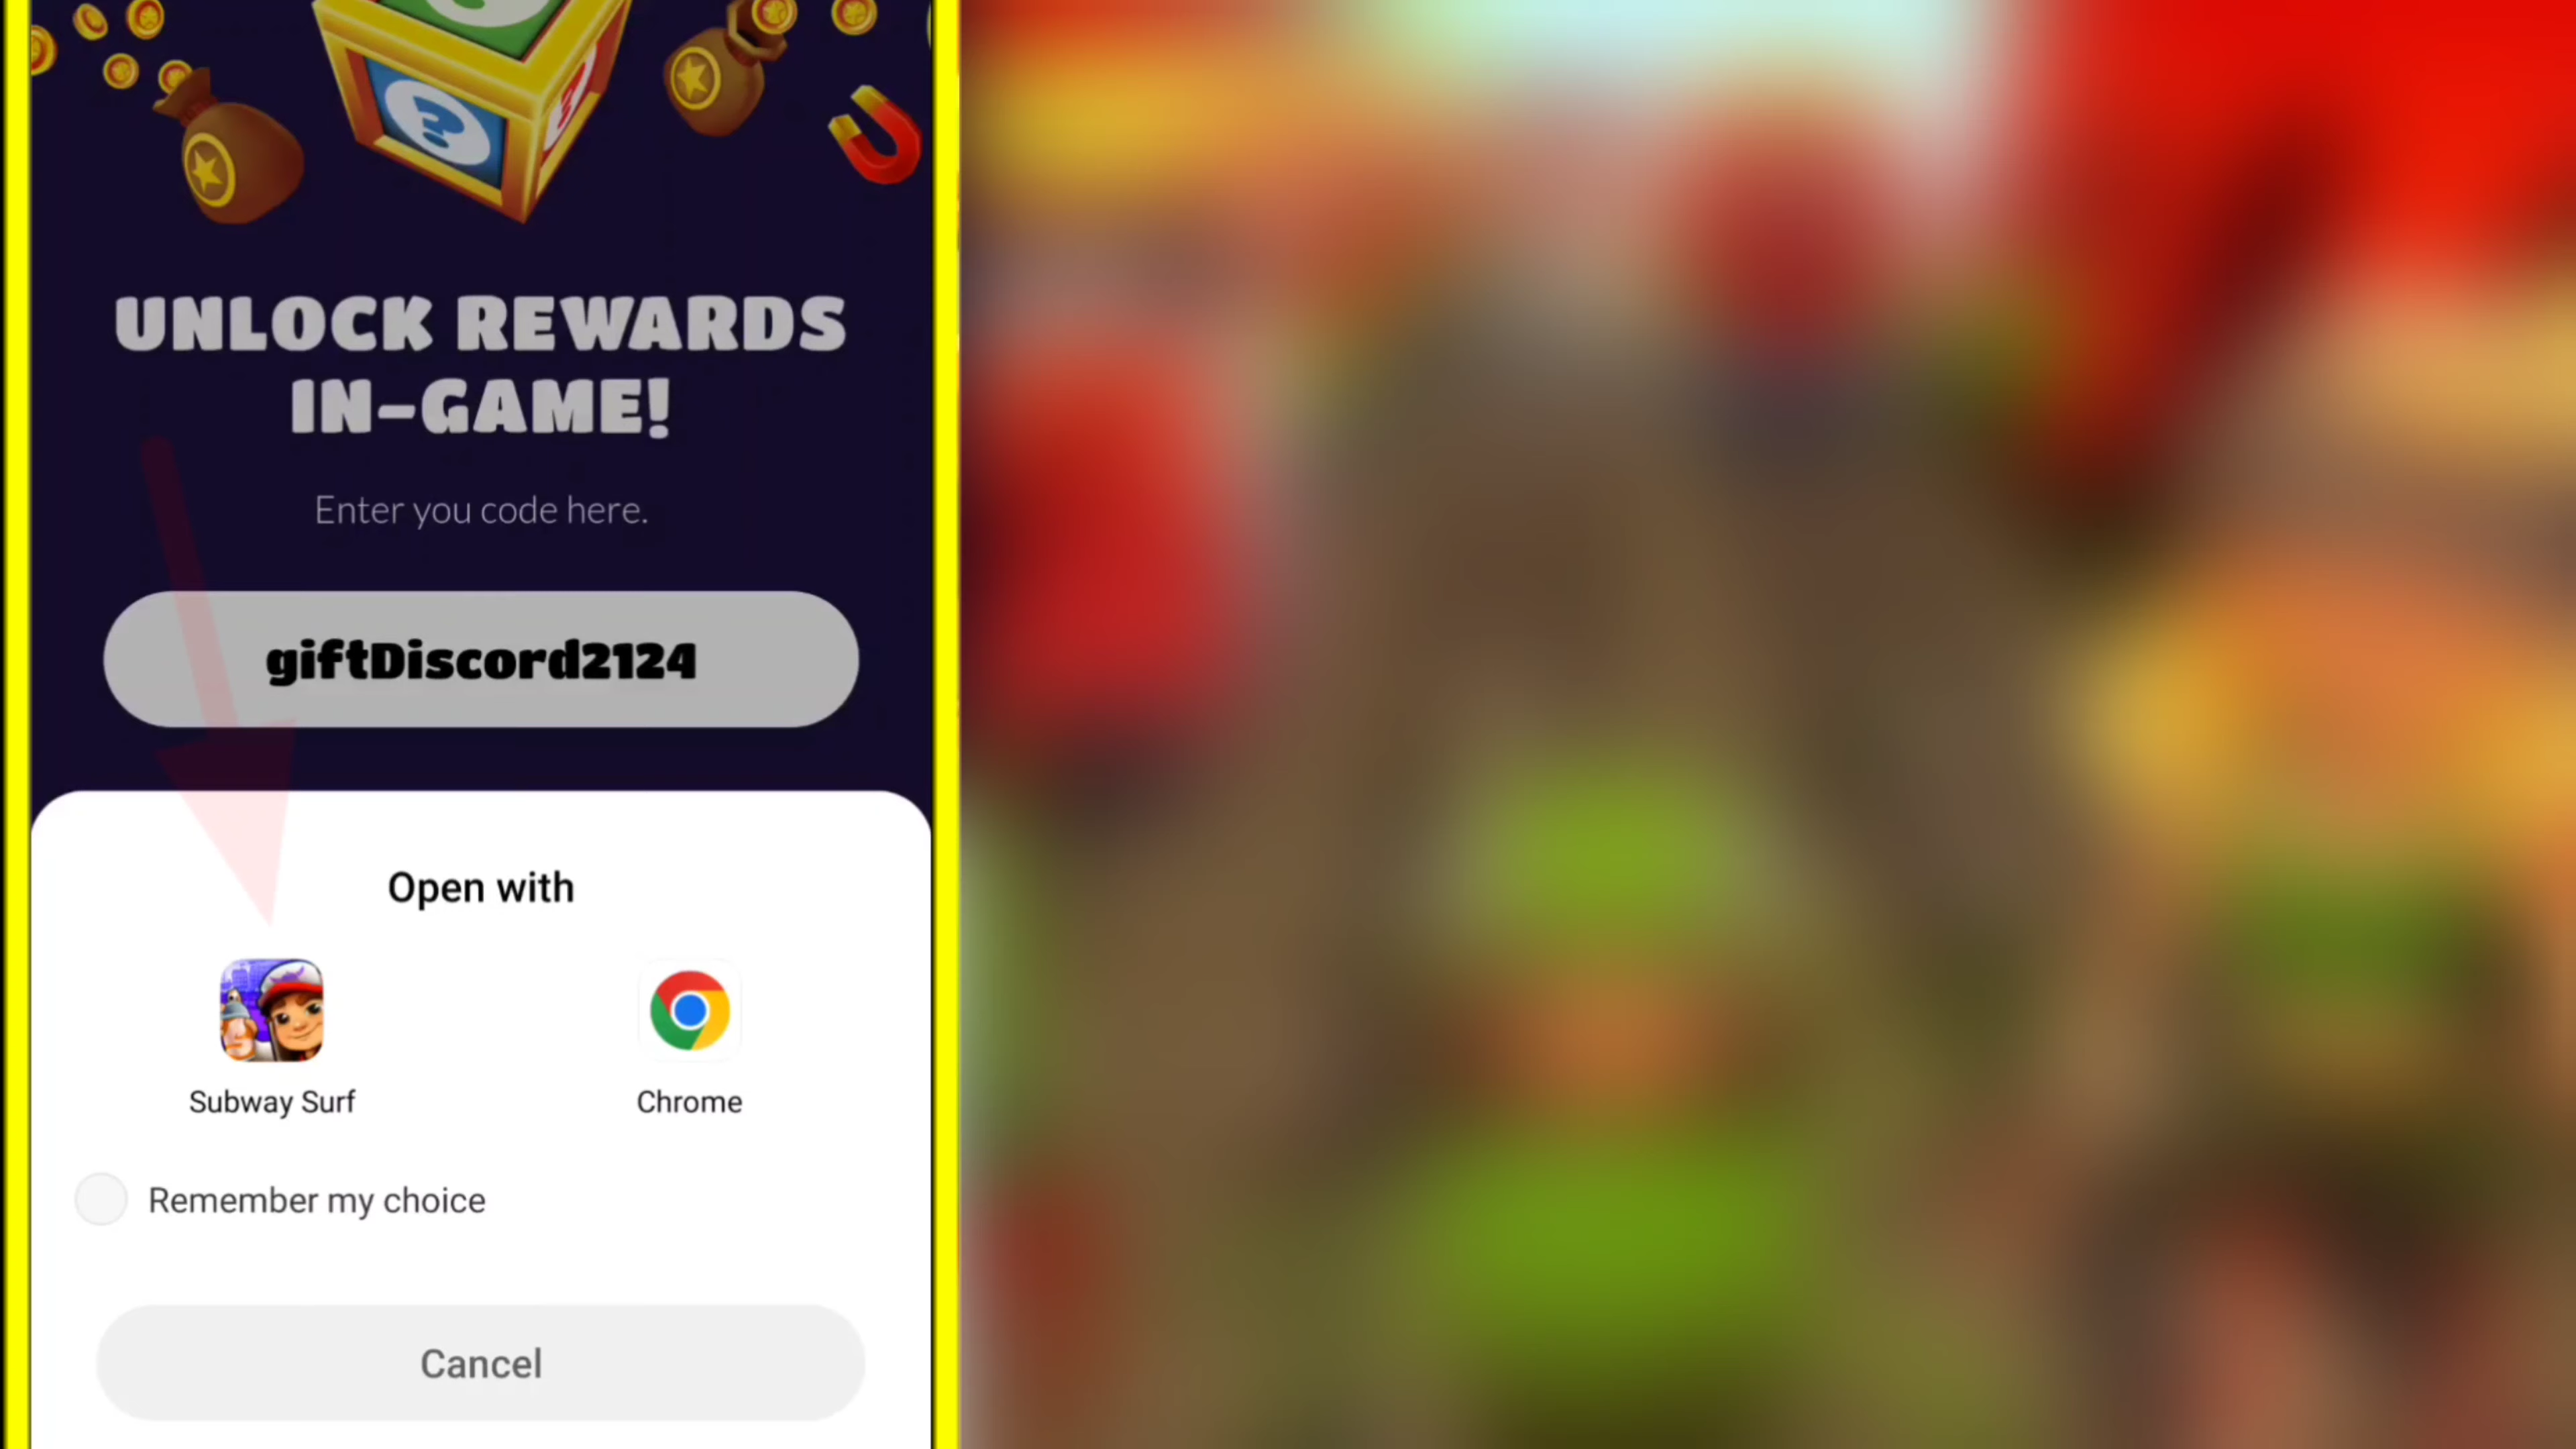 UNLOCK REWARDS
IN-GAME!
Enter you code here.
giftDiscord2124
Open with
Subway Surf
Chrome
Remember my choice
Cancel